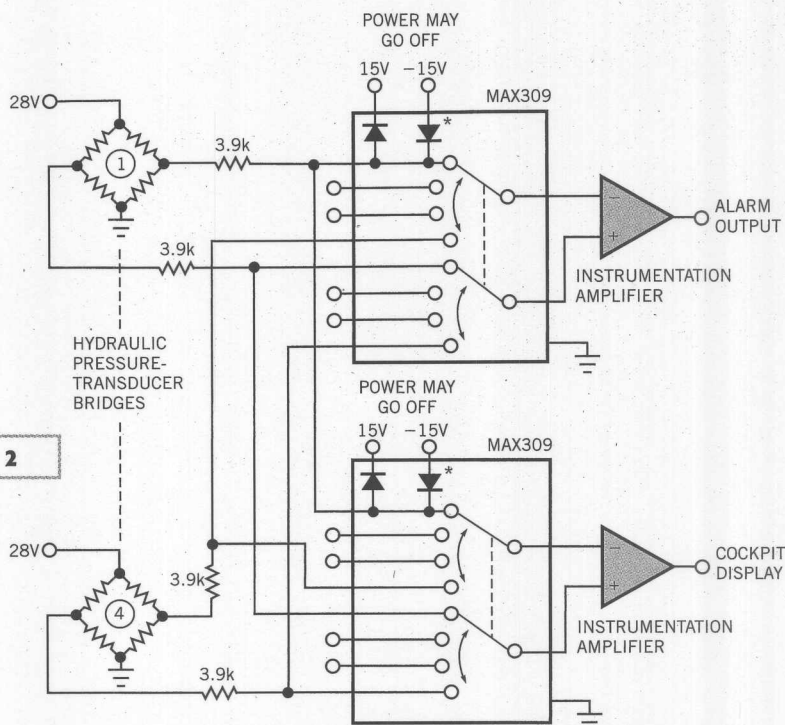 POWER MAY
GO OFF
15V -15V
MAX309
28V
*
1
3.9k
-
+
ALARM
OUTPUT
3.9k
INSTRUMENTATION
AMPLIFIER
HYDRAULIC
PRESSURE-
TRANSDUCER
BRIDGES
POWER MAY
GO OFF
15V -15V
MAX309
*
2
28V
-
+
COCKPIT
DISPLAY
3.9k
4
INSTRUMENTATION
AMPLIFIER
3.9k